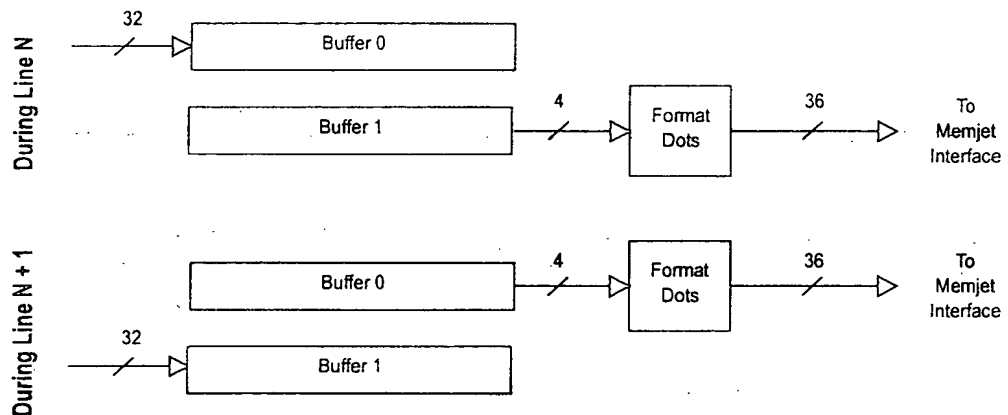 During Line N
32
Buffer 0
Buffer 1
4
Format
Dots
36
To
Memjet
Interface
During Line N + 1
Buffer 0
4
Format
Dots
36
To
Memjet
Interface
32
Buffer 1